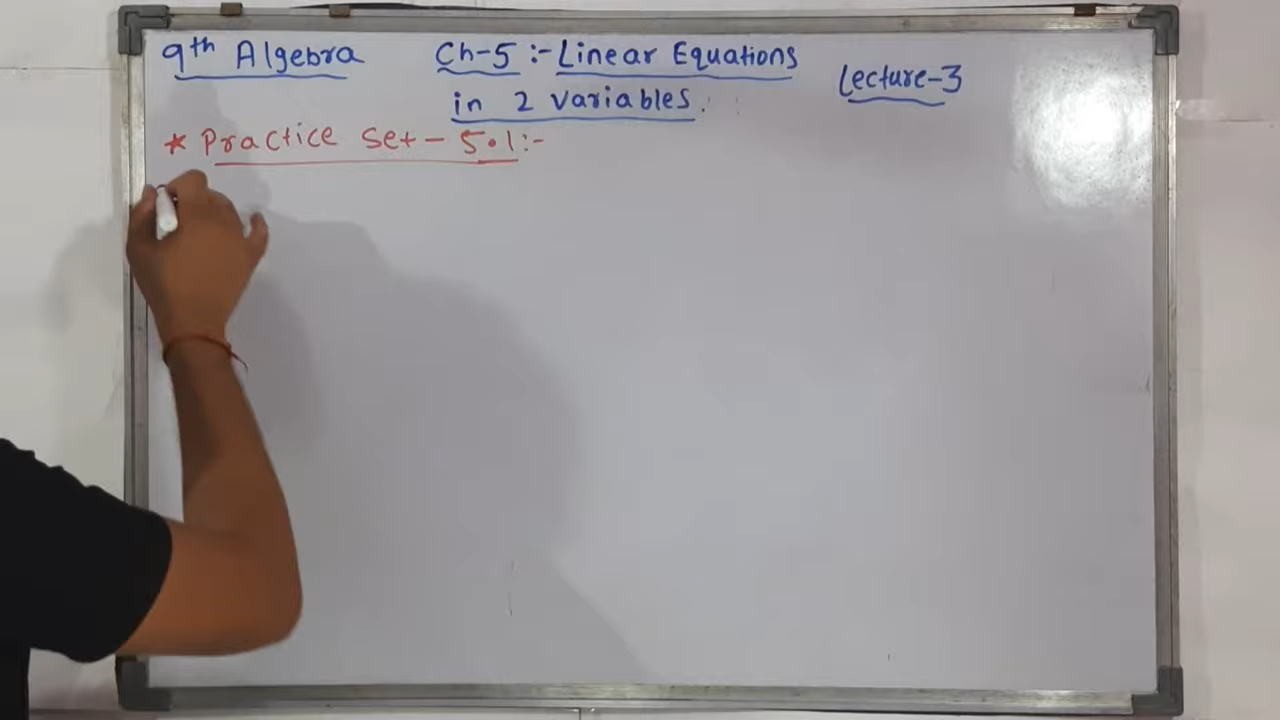 9th Algebra Ch-5 :- Linear Equations
in 2 variables.
Lecture-3
* Practice Set - 5.1 :-